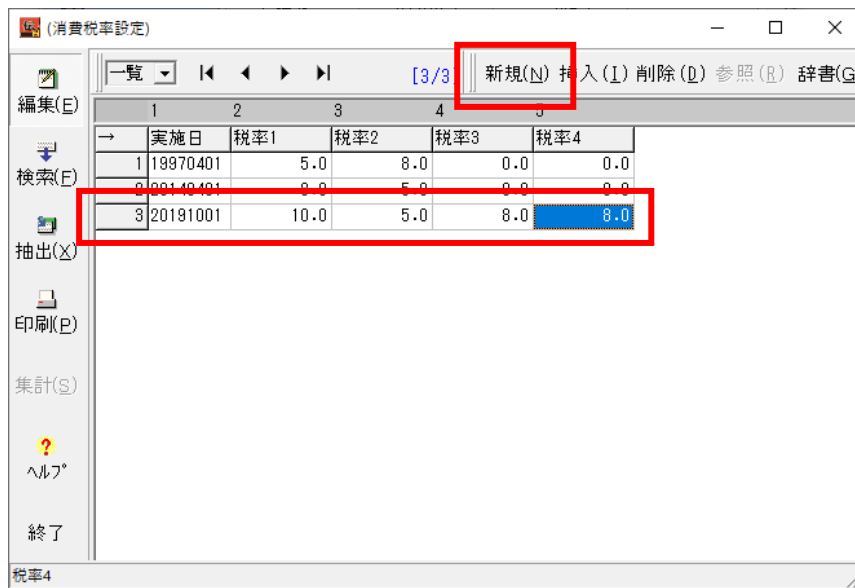 (消費税率設定)
編集(E)
検索(F)
抽出(X)
印刷(P)
集計(S)
ヘルプ
終了
一覧 [3/3 新規(N) 挿入(I) 削除(D) 参照(R) 辞書(G
1 2 3 4 5
→ 実施日 税率1 税率2 税率3 税率4
1 19970401 5.0 8.0 0.0 0.0
3 20191001 10.0 5.0 8.0 8.0
税率4